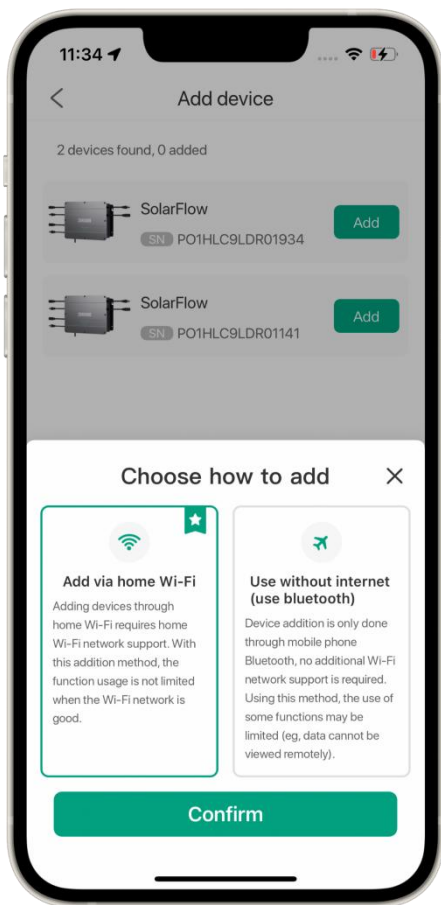 11:34
Add device
2 devices found, 0 added
SolarFlow
Add
SN PO1HLC9LDR01934
SolarFlow
Add
SN PO1HLC9LDR01141
Choose how to add
Add via home Wi-Fi
Adding devices through
home Wi-Fi requires home
Wi-Fi network support. With
this addition method, the
function usage is not limited
when the Wi-Fi network is
good.
Use without internet
(use bluetooth)
Device addition is only done
through mobile phone
Bluetooth, no additional Wi-Fi
network support is required.
Using this method, the use of
some functions may be
limited (eg, data cannot be
viewed remotely).
Confirm